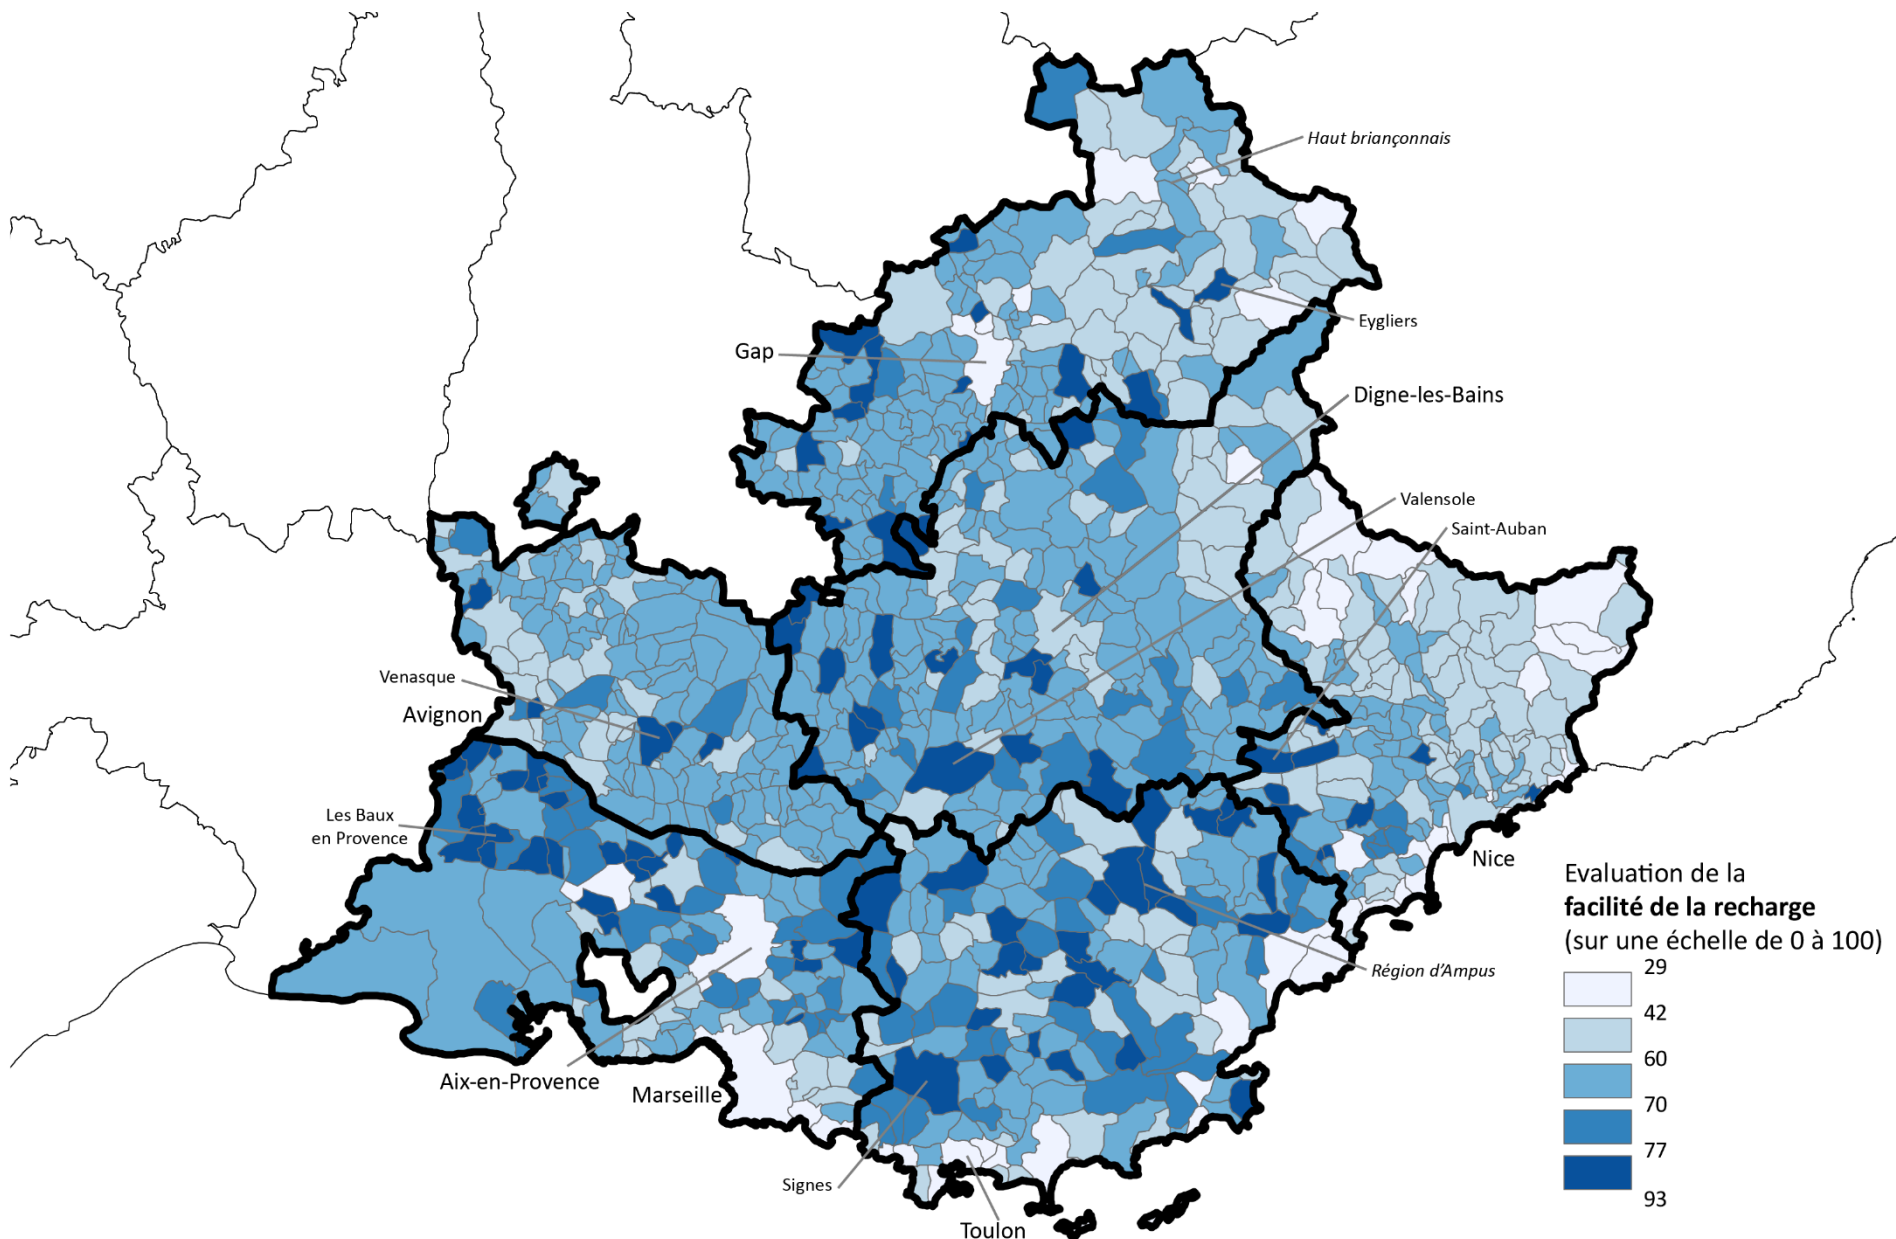 Haut briançonnais
Eygliers
Gap
Digne-les-Bains
Valensole
Saint-Auban
Venasque
Avignon
Les Baux
en Provence
Nice
Evaluation de la
facilité de la recharge
(sur une échelle de 0 à 100)
29
42
60
70
77
93
Région d'Ampus
Aix-en-Provence
Marseille
Signes
Toulon